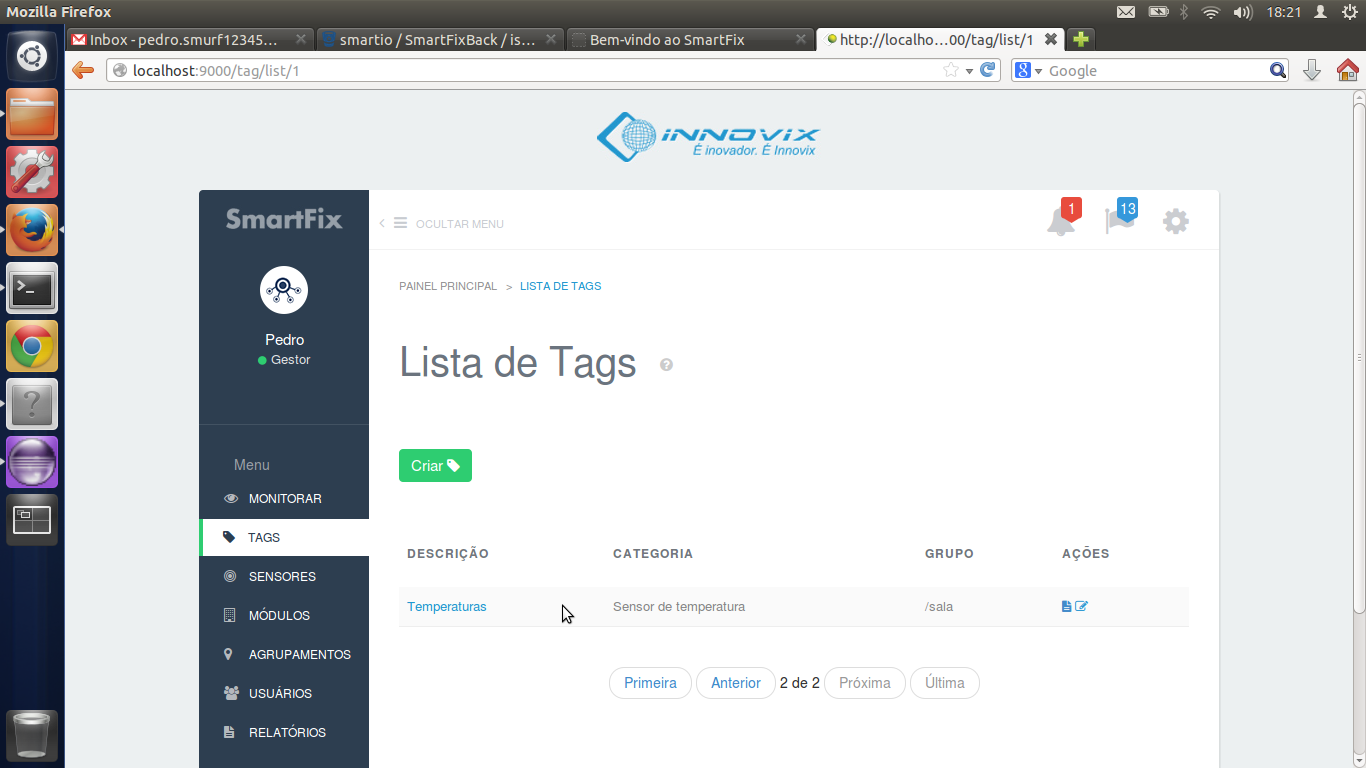 Mozilla Firefox
18:21
Inbox - pedro.smurf12345...
smartio / SmartFixBack / is...
Bem-vindo ao SmartFix
http://localho...00/tag/list/1
localhost:9000/tag/list/1
Google
INNOVIX
É inovador. É Innovix
SmartFix
OCULTAR MENU
1
13
PAINEL PRINCIPAL > LISTA DE TAGS
Pedro
Gestor
Lista de Tags
Criar
Menu
MONITORAR
TAGS
SENSORES
MÓDULOS
AGRUPAMENTOS
USUÁRIOS
RELATÓRIOS
DESCRIÇÃO CATEGORIA GRUPO AÇÕES
Temperaturas Sensor de temperatura /sala
Primeira Anterior 2 de 2 Próxima Última